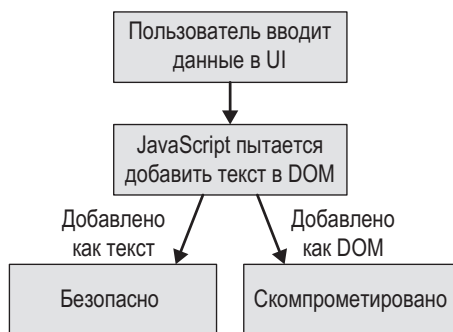 Пользователь вводит
данные в UI
JavaScript пытается
добавить текст в DOM
Добавлено
как текст
Добавлено
как DOM
Безопасно
Скомпрометировано